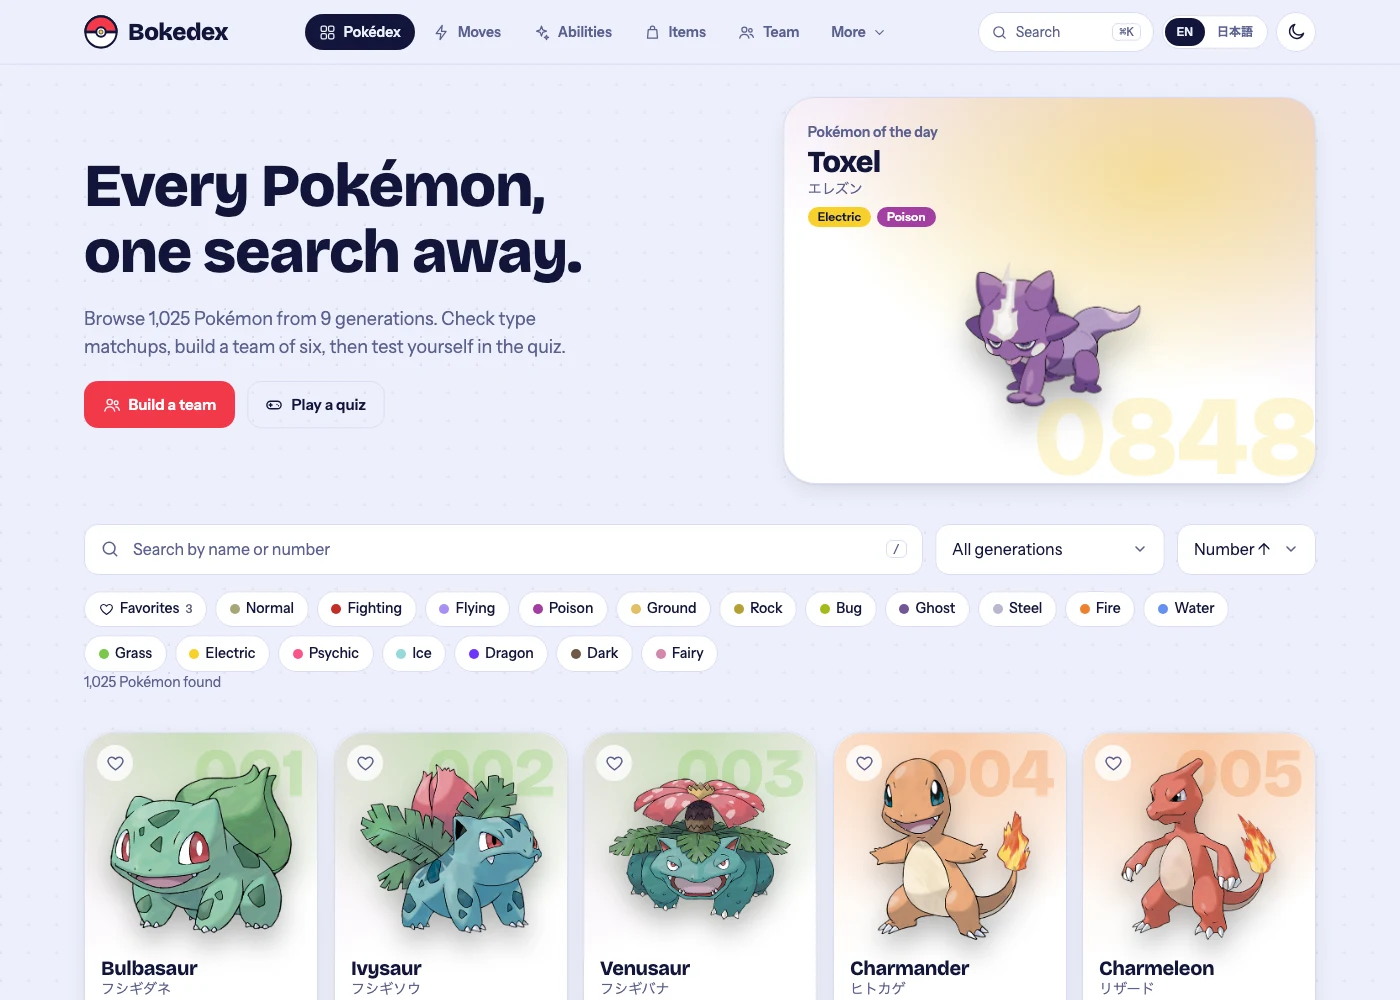 Bokedex
Pokédex
Moves
Abilities
Items
Team
More
Search
⌘K
EN
日本語
Every Pokémon,
one search away.
Browse 1,025 Pokémon from 9 generations. Check type
matchups, build a team of six, then test yourself in the quiz.
Build a team
Play a quiz
Pokémon of the day
Toxel
エレズン
Electric
Poison
0848
Search by name or number
/
All generations
Number ↑
Favorites 3
Normal
Fighting
Flying
Poison
Ground
Rock
Bug
Ghost
Steel
Fire
Water
Grass
Electric
Psychic
Ice
Dragon
Dark
Fairy
1,025 Pokémon found
001
Bulbasaur
フシギダネ
002
Ivysaur
フシギソウ
003
Venusaur
フシギバナ
004
Charmander
ヒトカゲ
005
Charmeleon
リザード